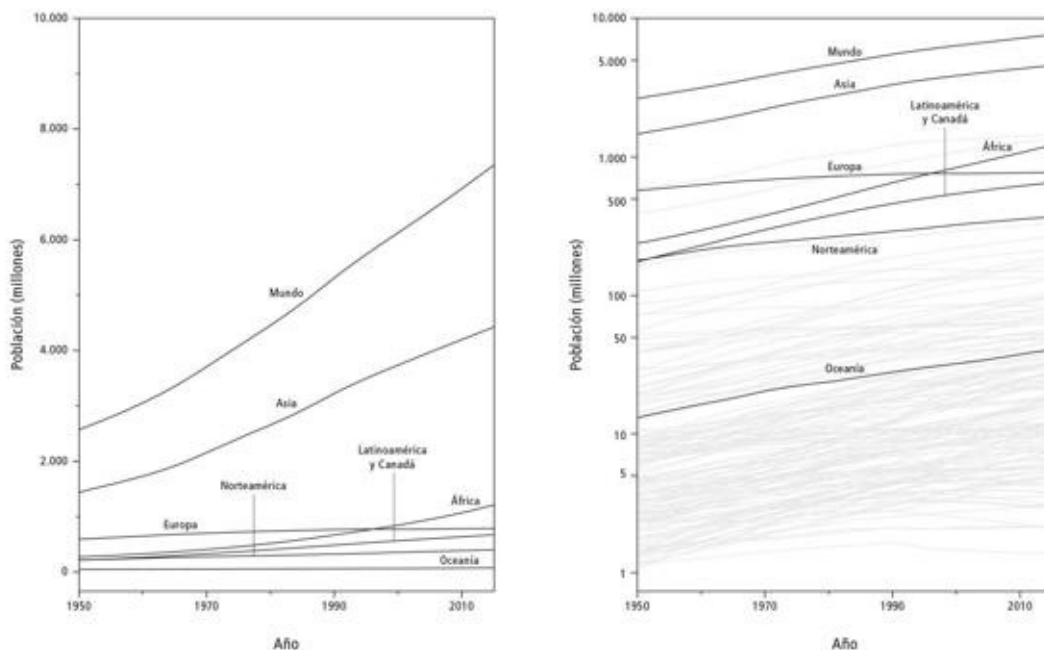 10.000
8.000
6.000
4.000
2.000
0
Población (millones)
Mundo
Asia
Latinoamérica
y Canadá
Norteamérica
África
Europa
Oceanía
1950
1970
1990
2010
Año
10.000
5.000
1.000
500
100
50
10
5
1
Población (millones)
Mundo
Asia
Latinoamérica
y Canadá
África
Europa
Norteamérica
Oceanía
1950
1970
1990
2010
Año